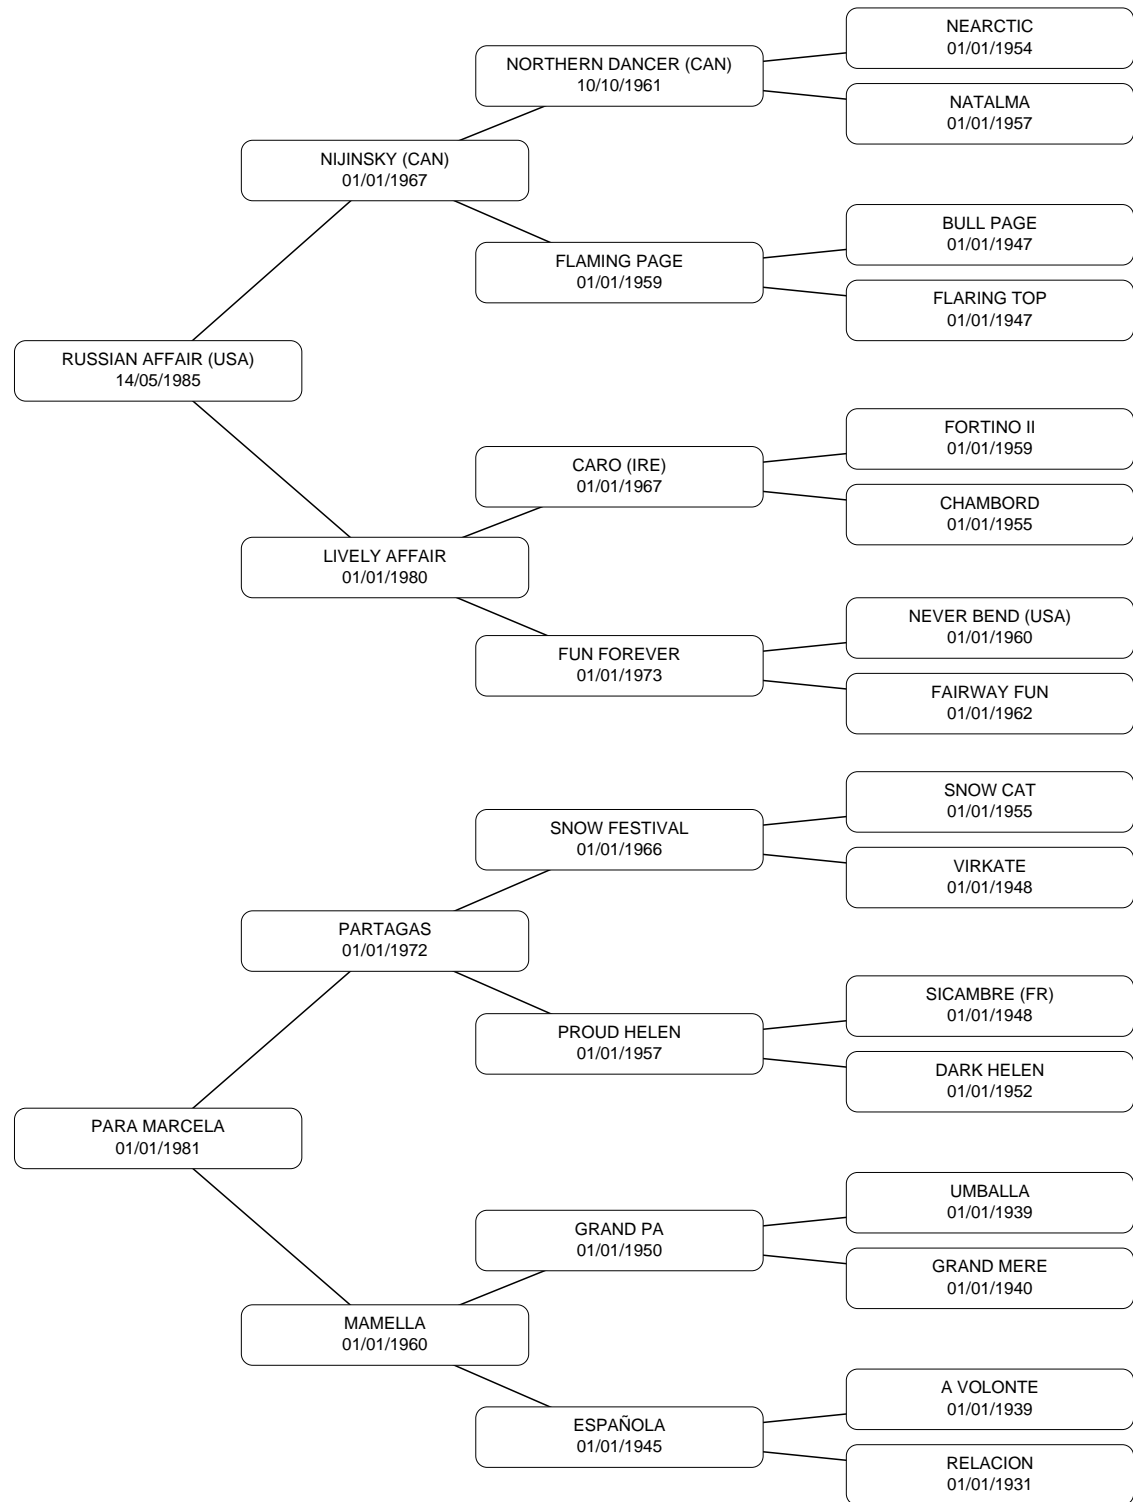 NEARCTIC
01/01/1954
NORTHERN DANCER (CAN)
10/10/1961
NATALMA
01/01/1957
NIJINSKY (CAN)
01/01/1967
BULL PAGE
01/01/1947
FLAMING PAGE
01/01/1959
FLARING TOP
01/01/1947
RUSSIAN AFFAIR (USA)
14/05/1985
FORTINO II
01/01/1959
CARO (IRE)
01/01/1967
CHAMBORD
01/01/1955
LIVELY AFFAIR
01/01/1980
NEVER BEND (USA)
01/01/1960
FUN FOREVER
01/01/1973
FAIRWAY FUN
01/01/1962
SNOW CAT
01/01/1955
SNOW FESTIVAL
01/01/1966
VIRKATE
01/01/1948
PARTAGAS
01/01/1972
SICAMBRE (FR)
01/01/1948
PROUD HELEN
01/01/1957
DARK HELEN
01/01/1952
PARA MARCELA
01/01/1981
UMBALLA
01/01/1939
GRAND PA
01/01/1950
GRAND MERE
01/01/1940
MAMELLA
01/01/1960
A VOLONTE
01/01/1939
ESPAÑOLA
01/01/1945
RELACION
01/01/1931